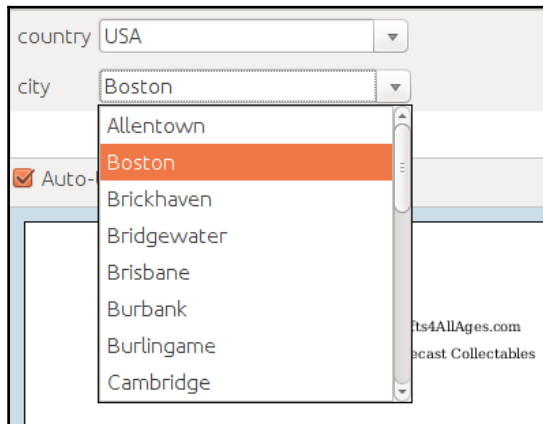 country USA
city Boston
Allentown
Boston
Auto-
Brickhaven
Bridgewater
Brisbane
Burbank
Burlingame
fts4AllAges.com
ecast Collectables
Cambridge